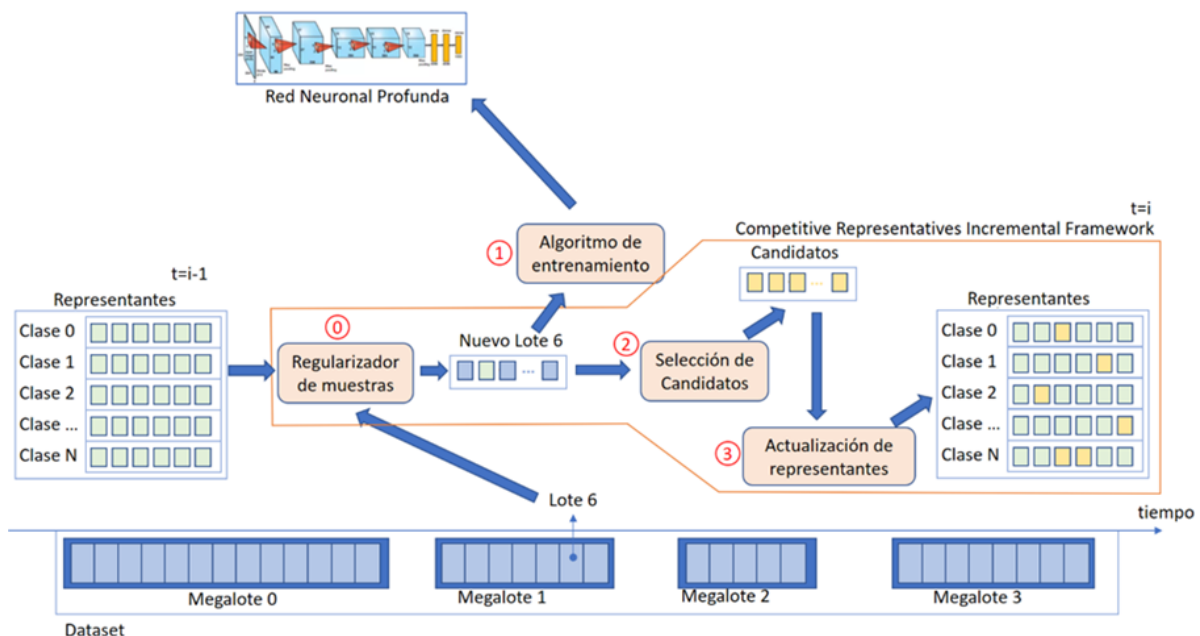 Red Neuronal Profunda
t=i
Competitive Representatives Incremental Framework
1
Algoritmo de
entrenamiento
Candidatos
...
t=i-1
Representantes
Clase 0
Clase 1
Clase 2
Clase ...
Clase N
0
Regularizador
de muestras
Nuevo Lote 6
...
2
Selección de
Candidatos
3
Actualización de
representantes
Representantes
Clase 0
Clase 1
Clase 2
Clase ...
Clase N
Lote 6
tiempo
Megalote 0
Megalote 1
Megalote 2
Megalote 3
Dataset